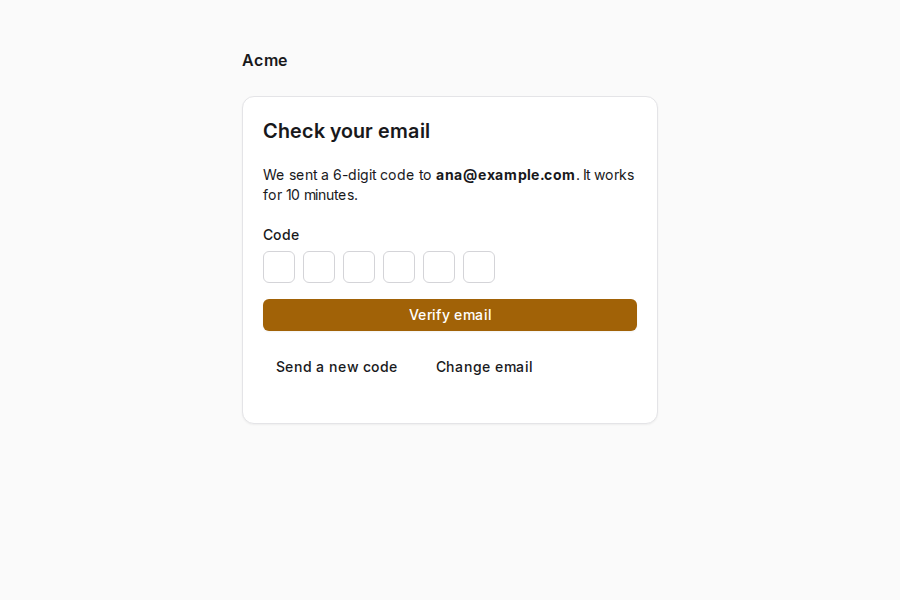 Acme
Check your email
We sent a 6-digit code to ana@example.com. It works
for 10 minutes.
Code
Verify email
Send a new code
Change email